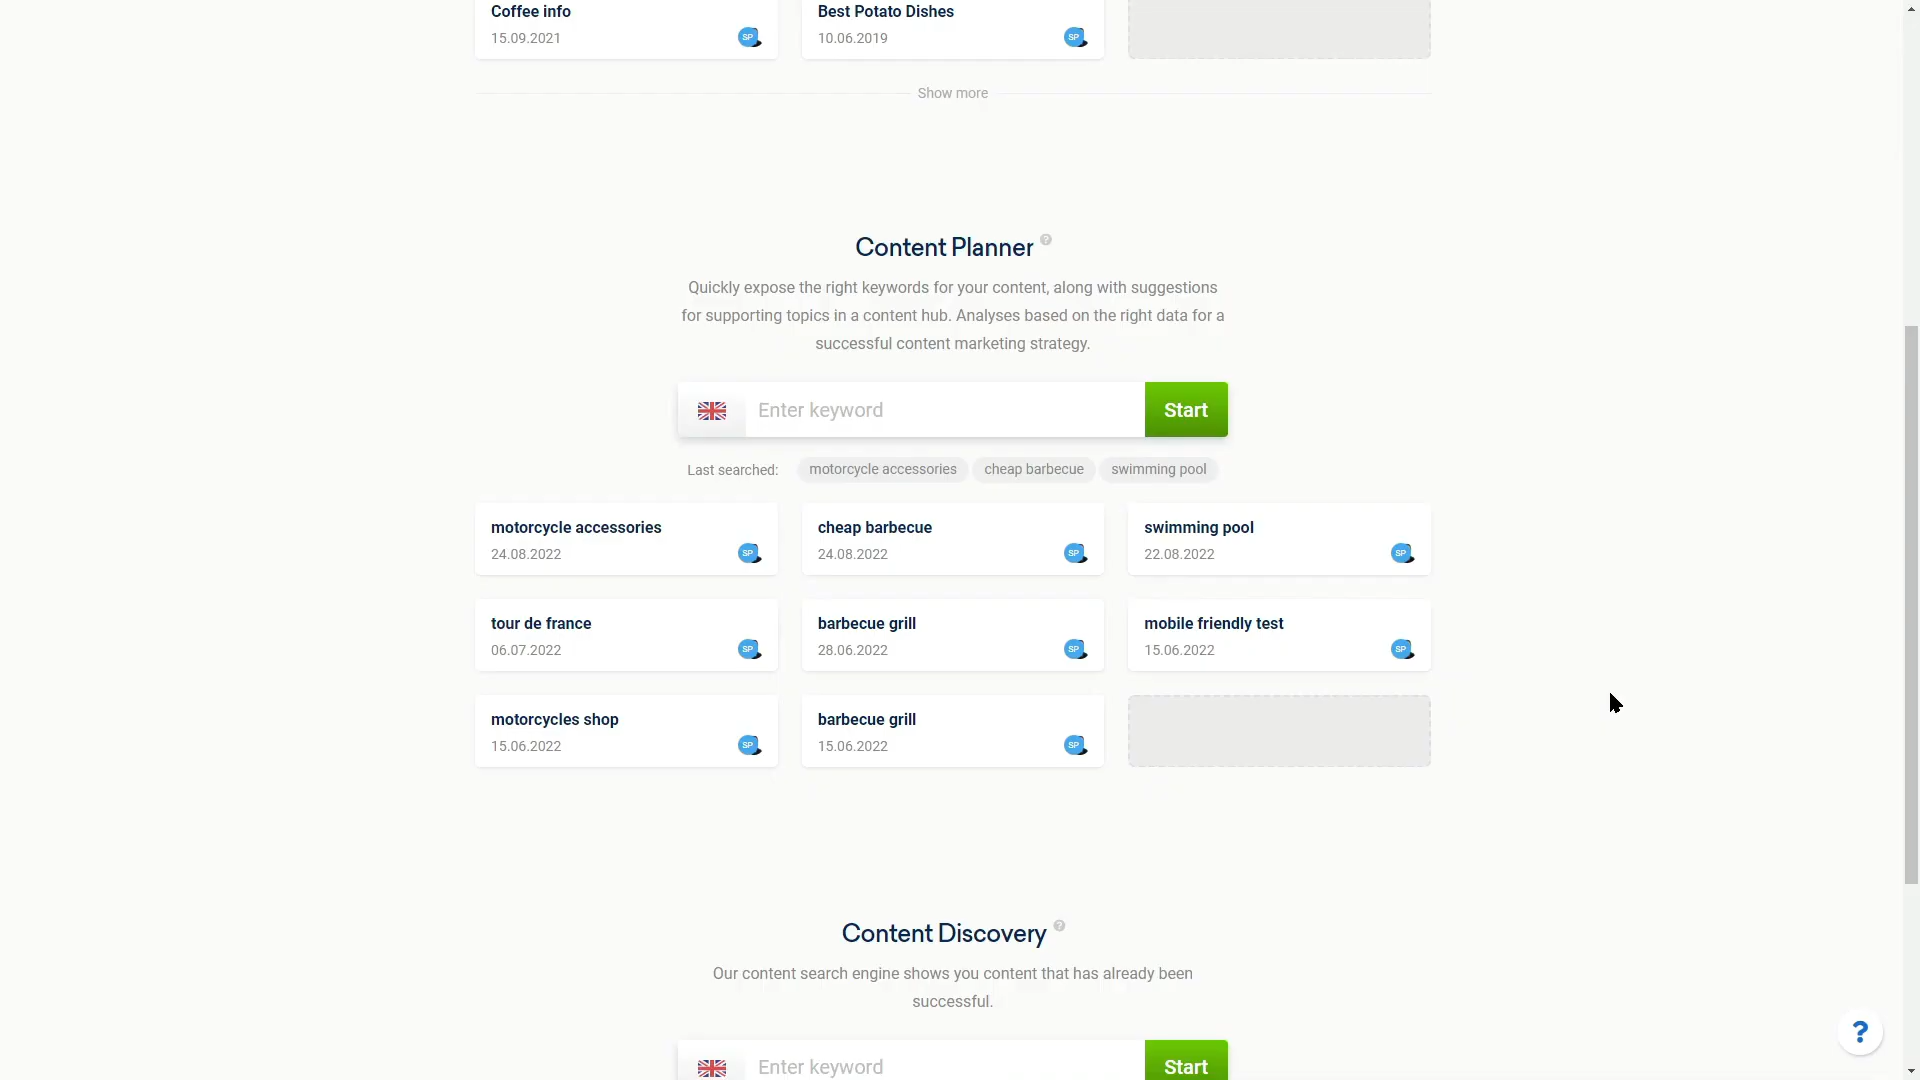 Coffee info
15.09.2021
SP
Best Potato Dishes
10.06.2019
SP
Show more
Content Planner ?
Quickly expose the right keywords for your content, along with suggestions
for supporting topics in a content hub. Analyses based on the right data for a
successful content marketing strategy.
Enter keyword
Start
Last searched: motorcycle accessories cheap barbecue swimming pool
motorcycle accessories
24.08.2022
SP
cheap barbecue
24.08.2022
SP
swimming pool
22.08.2022
SP
tour de france
06.07.2022
SP
barbecue grill
28.06.2022
SP
mobile friendly test
15.06.2022
SP
motorcycles shop
15.06.2022
SP
barbecue grill
15.06.2022
SP
Content Discovery ?
Our content search engine shows you content that has already been
successful.
Enter keyword
Start
?